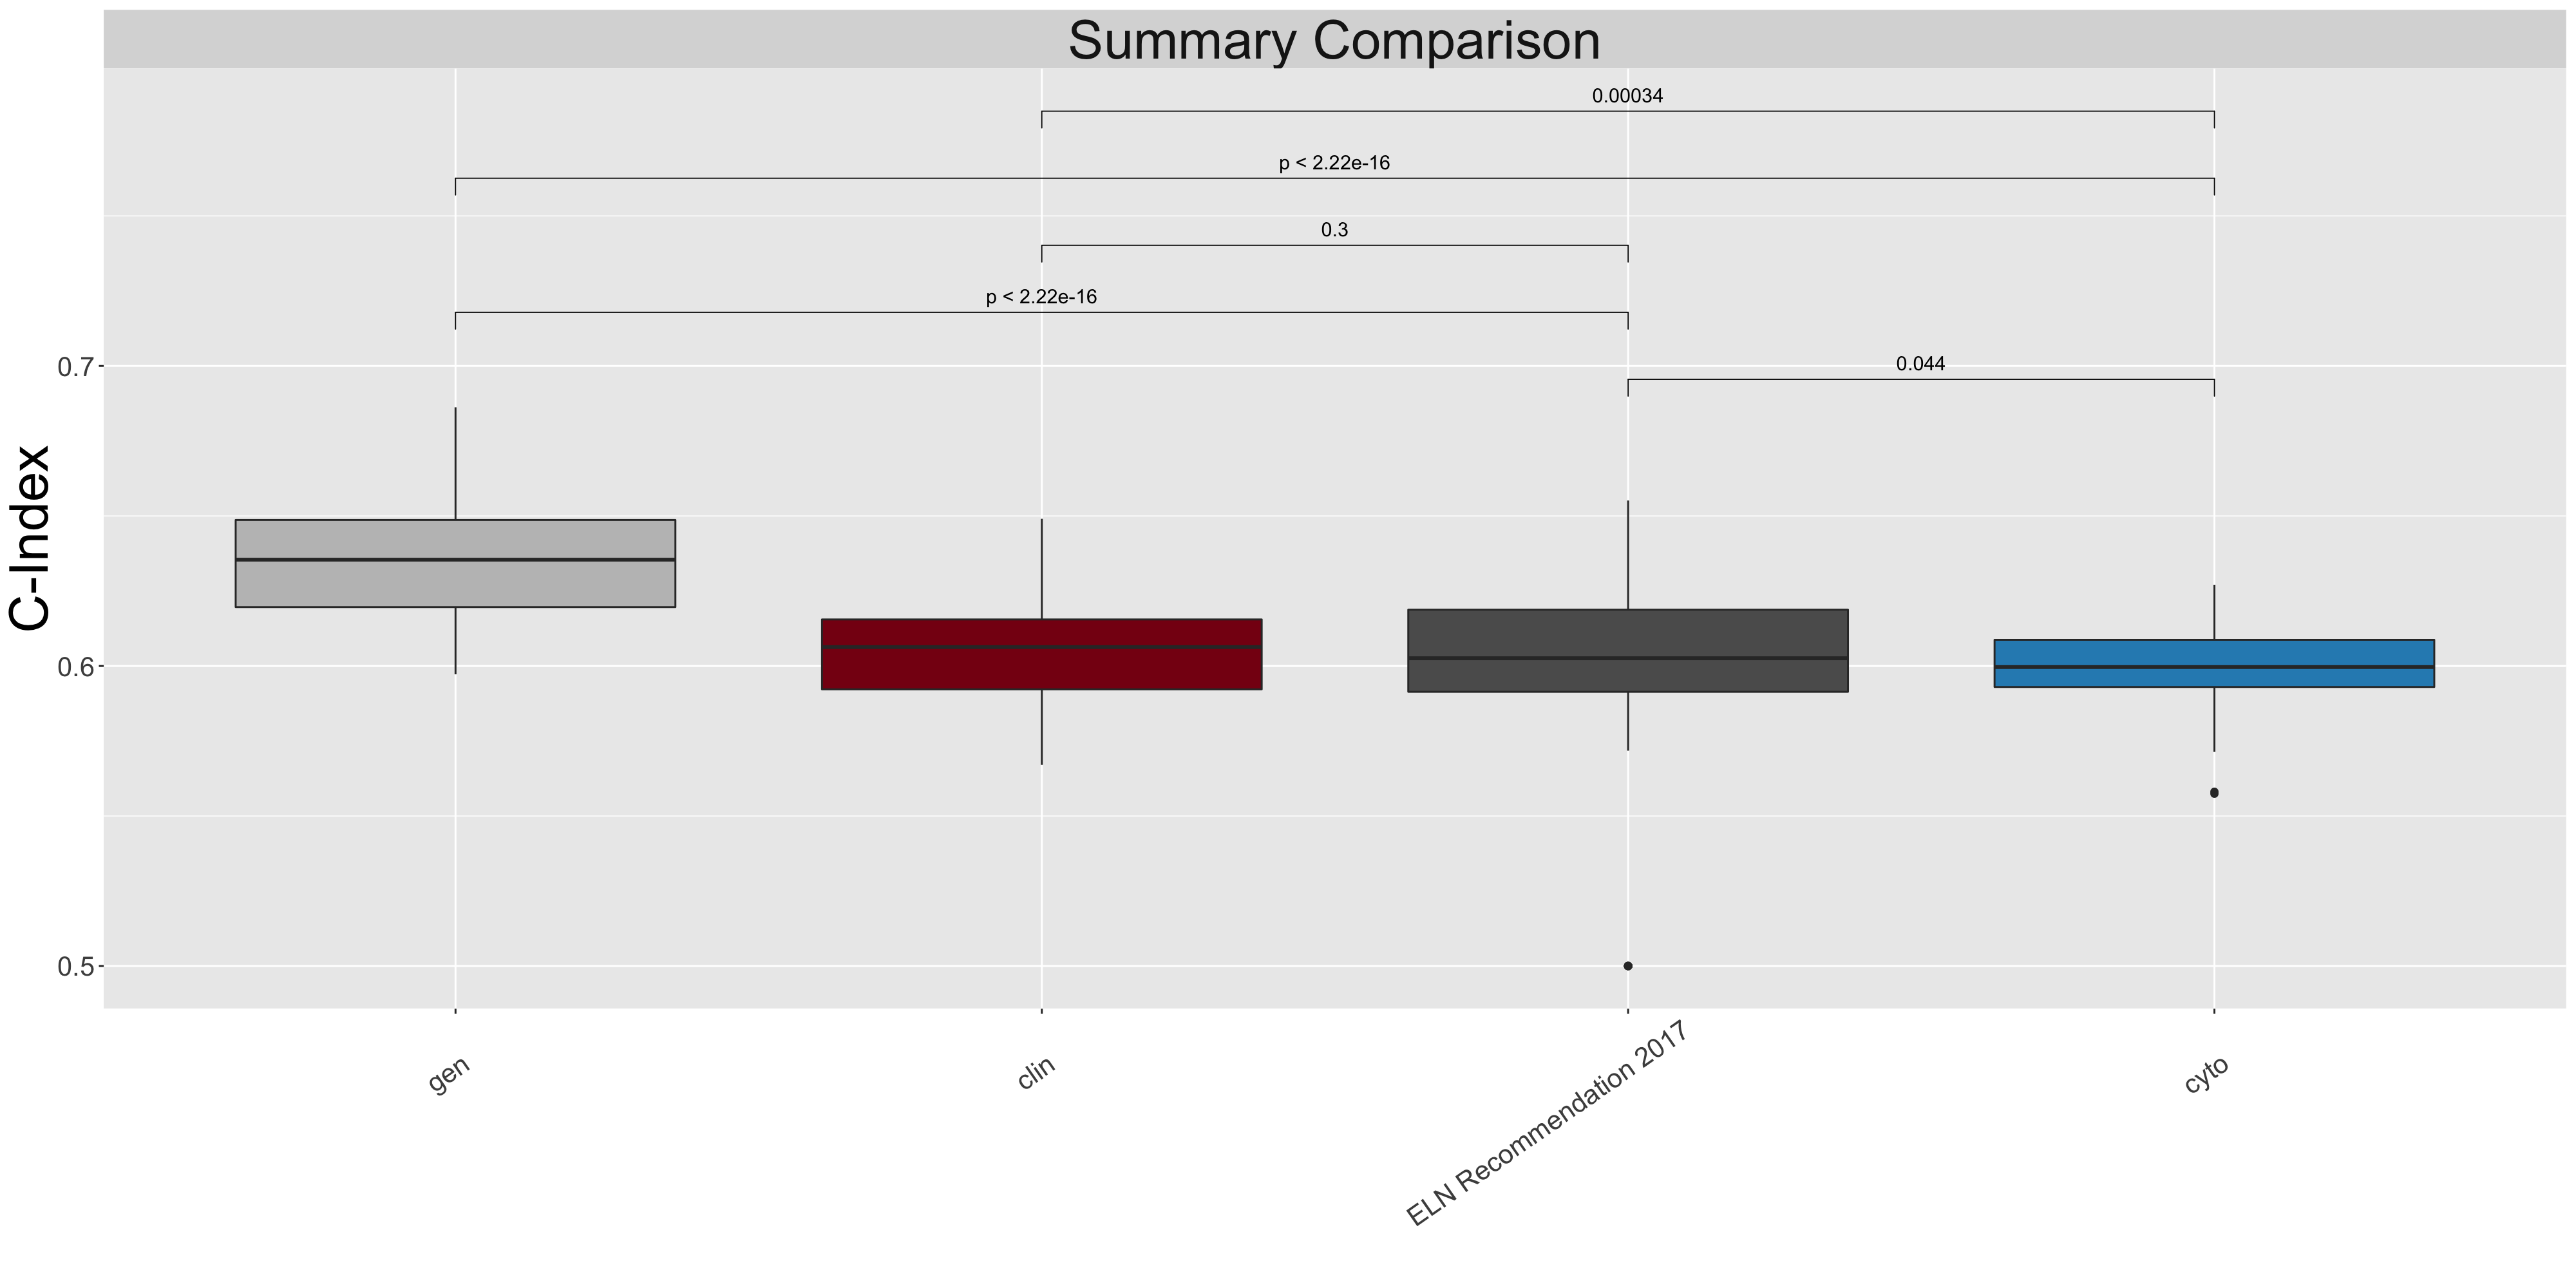 Summary Comparison
0.00034
p < 2.22e-16
0.3
p < 2.22e-16
0.044
C-Index
0.7
0.6
0.5
gen
clin
ELN Recommendation 2017
cyto